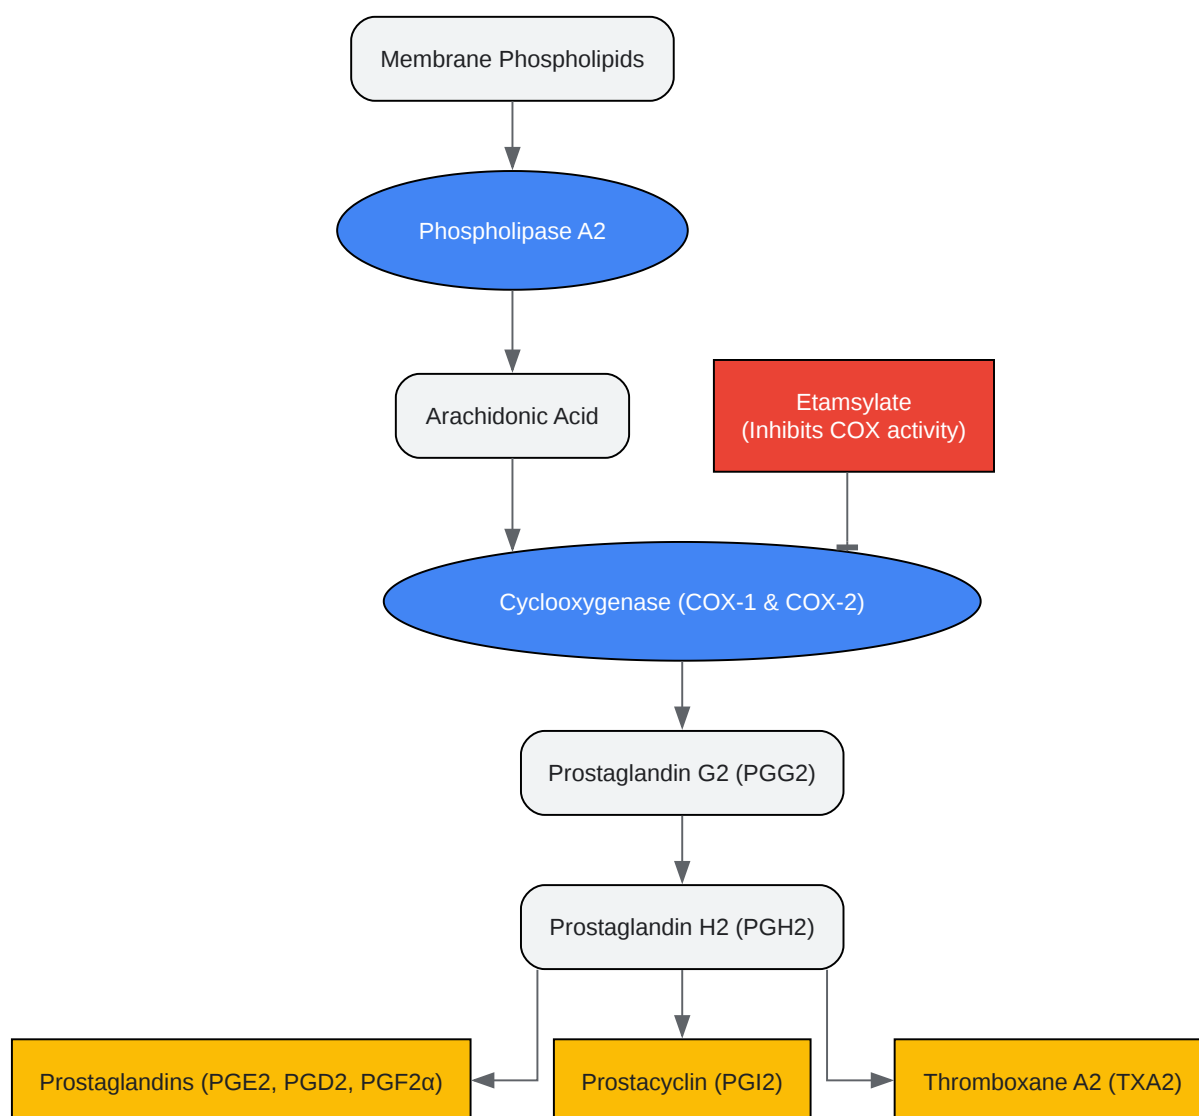 Membrane Phospholipids
Phospholipase A2
Arachidonic Acid
Etamsylate
(Inhibits COX activity)
Cyclooxygenase (COX-1 & COX-2)
Prostaglandin G2 (PGG2)
Prostaglandin H2 (PGH2)
Prostaglandins (PGE2, PGD2, PGF2α)
Prostacyclin (PGI2)
Thromboxane A2 (TXA2)